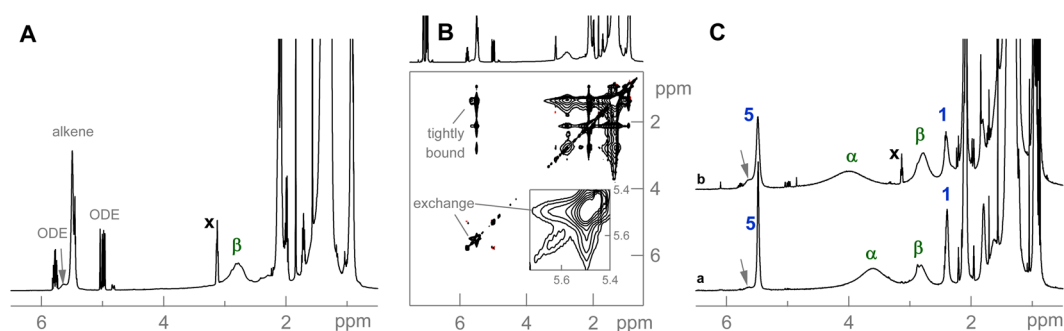 A
alkene
ODE
ODE
x
β
6
4
2
ppm
B
ppm
2
4
6
tightly
bound
exchange
5.4
5.6
5.6
5.4
6
4
2
ppm
C
5
1
β
α
x
b
5
1
β
α
a
6
4
2
ppm